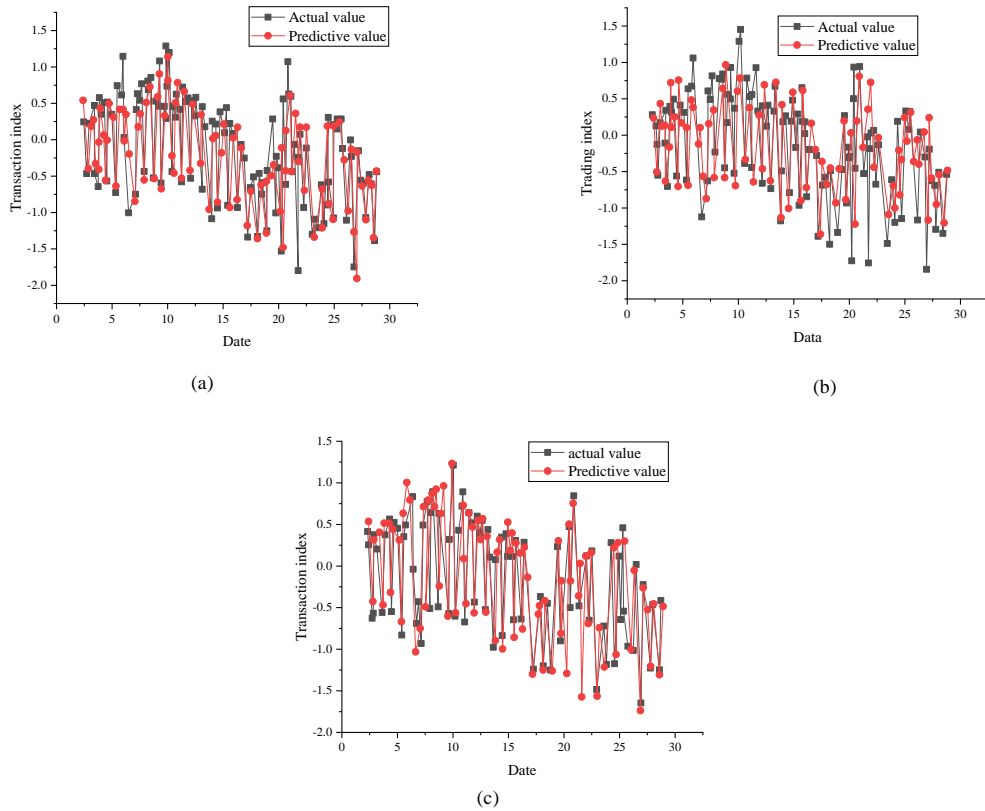 Actual value
Predictive value
1.5
1.0
0.5
0.0
-0.5
-1.0
-1.5
-2.0
Transaction index
0 5 10 15 20 25 30
Date
(a)
Actual value
Predictive value
2.0
1.5
1.0
0.5
0.0
-0.5
-1.0
-1.5
-2.0
Trading index
0 5 10 15 20 25 30
Data
(b)
actual value
Predictive value
1.5
1.0
0.5
0.0
-0.5
-1.0
-1.5
-2.0
Transaction index
0 5 10 15 20 25 30
Date
(c)